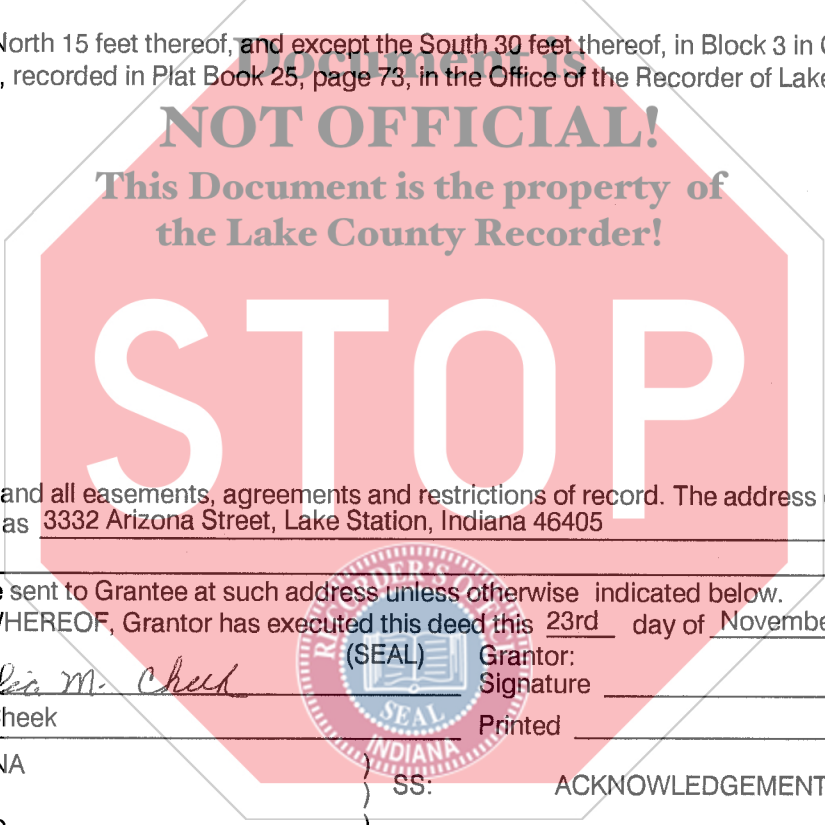 North 15 feet thereof, and except the South 30 feet thereof, in Block 3 in
Document is
, recorded in Plat Book 25, page 73, in the Office of the Recorder of Lake
NOT OFFICIAL!
This Document is the property of
the Lake County Recorder!
STOP
and all easements, agreements and restrictions of record. The address
as 3332 Arizona Street, Lake Station, Indiana 46405
sent to Grantee at such address unless otherwise indicated below.
WHEREOF, Grantor has executed this deed this 23rd day of Novembe
(SEAL) Grantor:
M. Cheek Signature
heek Printed
RECORDER'S OFFICE
SEAL
INDIANA
NA )
) SS: ACKNOWLEDGEMENT
)